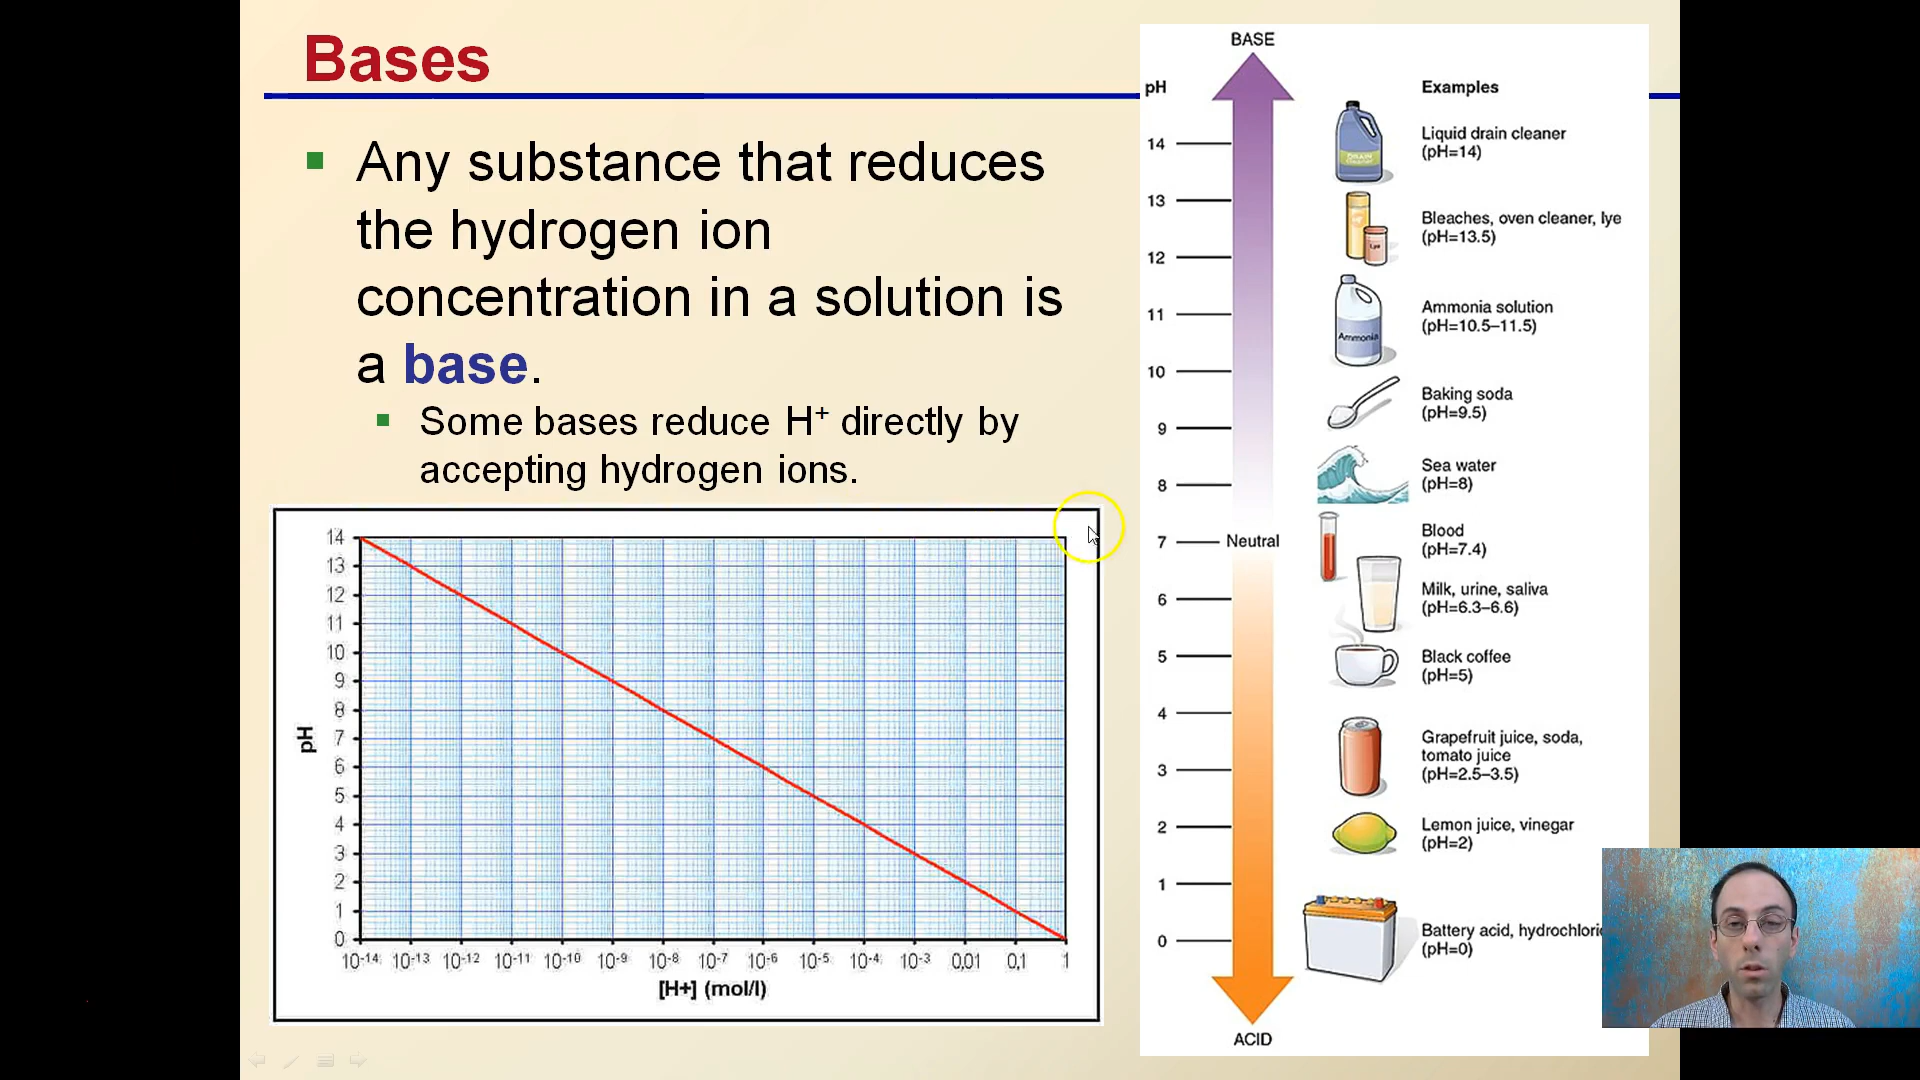 Bases
Any substance that reduces
the hydrogen ion
concentration in a solution is
a base.
Some bases reduce H⁺ directly by
accepting hydrogen ions.
14
13
12
11
10
9
8
7
6
5
4
3
2
1
0
pH
10-14 10-13 10-12 10-11 10-10 10-9 10-8 10-7 10-6 10-5 10-4 10-3 0,01 0,1 1
[H+] (mol/l)
BASE
pH
Examples
14
Liquid drain cleaner
(pH=14)
DRAIN
CLEANER
13
Bleaches, oven cleaner, lye
(pH=13.5)
Lye
12
11
Ammonia solution
(pH=10.5–11.5)
Ammonia
10
Baking soda
(pH=9.5)
9
Sea water
(pH=8)
8
7
Neutral
Blood
(pH=7.4)
6
Milk, urine, saliva
(pH=6.3–6.6)
5
Black coffee
(pH=5)
4
Grapefruit juice, soda,
tomato juice
(pH=2.5–3.5)
3
2
Lemon juice, vinegar
(pH=2)
1
0
Battery acid,
(pH=0)
ACID